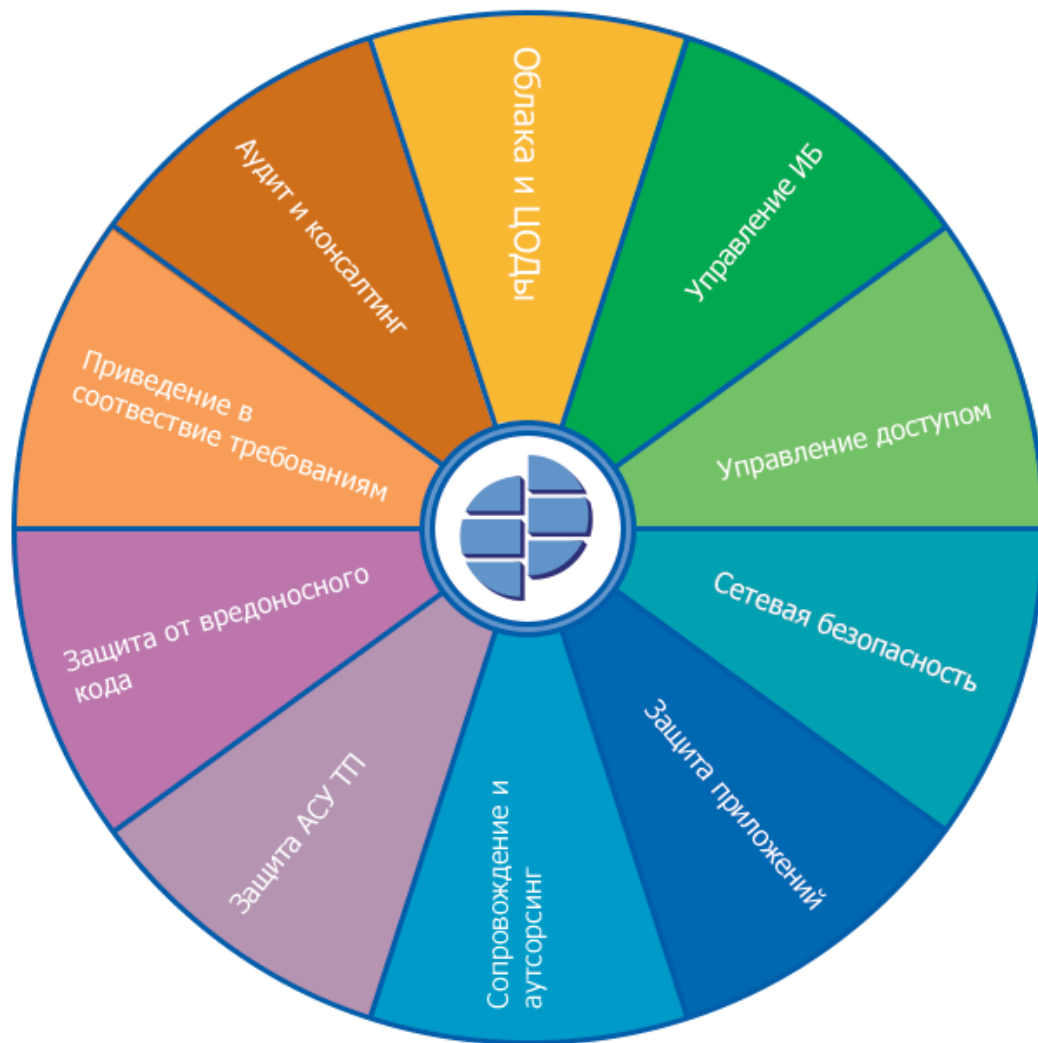 Облака и ЦОДы
Управление ИБ
Управление доступом
Сетевая безопасность
Защита приложений
Сопровождение и
аутсорсинг
Защита АСУ ТП
Защита от вредоносного
кода
Приведение в
соотвествие требованиям
Аудит и консалтинг